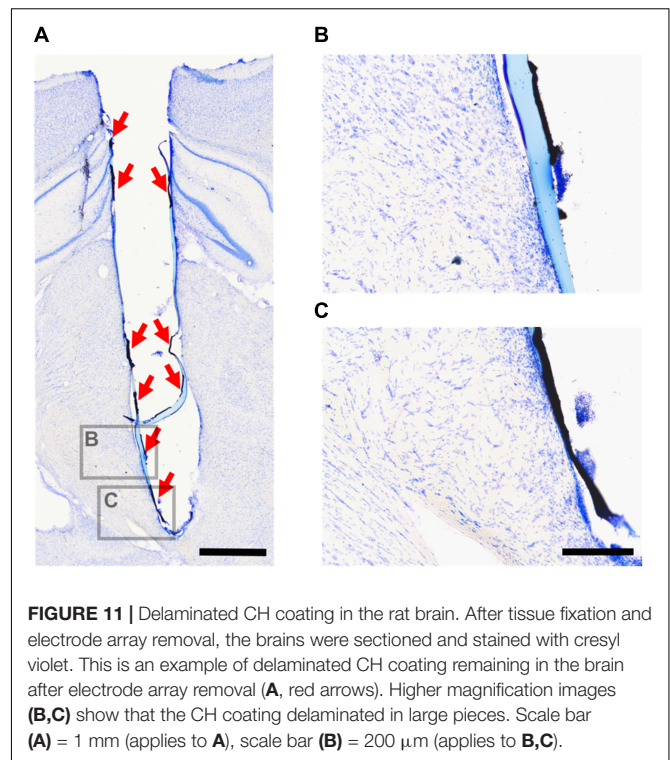 A
B
B
C
C
FIGURE 11 | Delaminated CH coating in the rat brain. After tissue fixation and
electrode array removal, the brains were sectioned and stained with cresyl
violet. This is an example of delaminated CH coating remaining in the brain
after electrode array removal (A, red arrows). Higher magnification images
(B,C) show that the CH coating delaminated in large pieces. Scale bar
(A) = 1 mm (applies to A), scale bar (B) = 200 μm (applies to B,C).